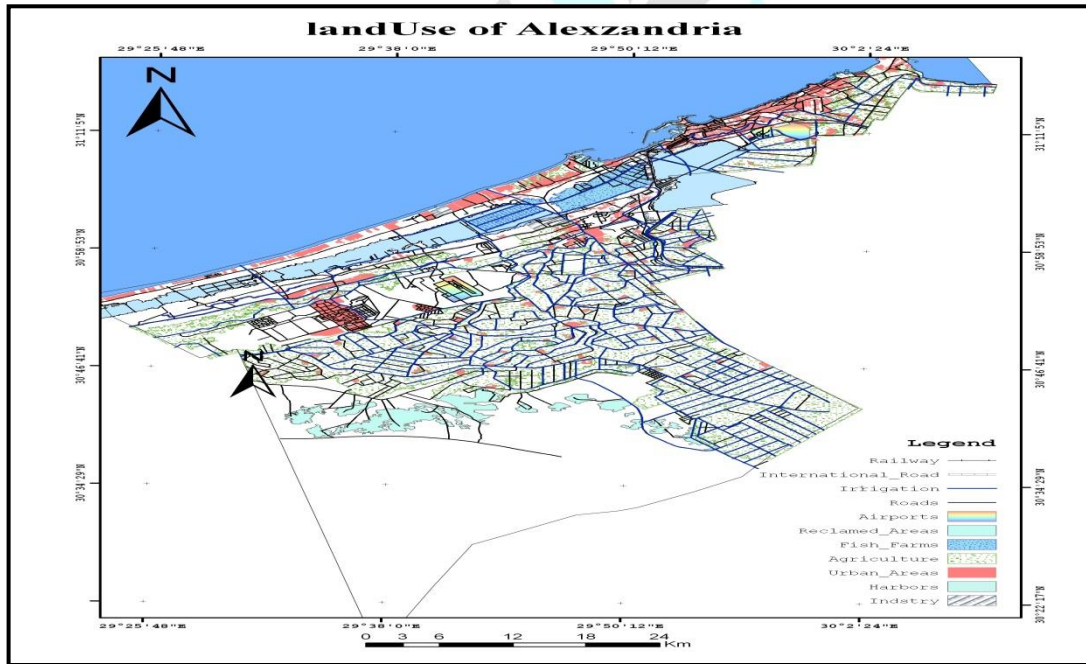 landUse of Alexzandria
29°25'48"E 29°38'0"E 29°50'12"E 30°2'24"E
N
31°11'5"N 31°11'5"N
30°58'53"N 30°58'53"N
30°46'41"N 30°46'41"N
N
Legend
Railway
International_Road
30°34'29"N 30°34'29"N
Irrigation
Roads
Airports
Reclamed_Areas
Fish_Farms
Agriculture
Urban_Areas
Harbors
Indstry
30°22'17"N
29°25'48"E 29°38'0"E 29°50'12"E 30°2'24"E
0 3 6 12 18 24
Km